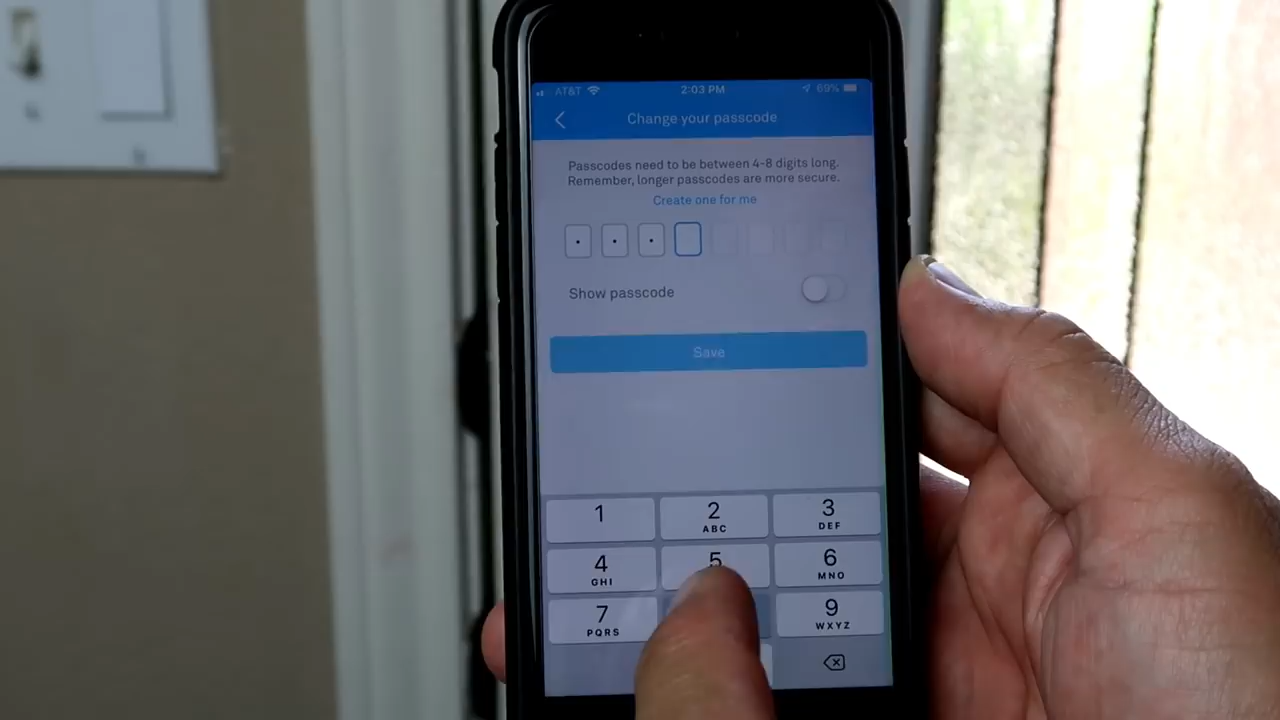 AT&T 2:03 PM 69%
Change your passcode
Passcodes need to be between 4-8 digits long.
Remember, longer passcodes are more secure.
Create one for me
Show passcode
Save
1 2 3
ABC DEF
4 5 6
GHI MNO
7 9
PQRS WXYZ